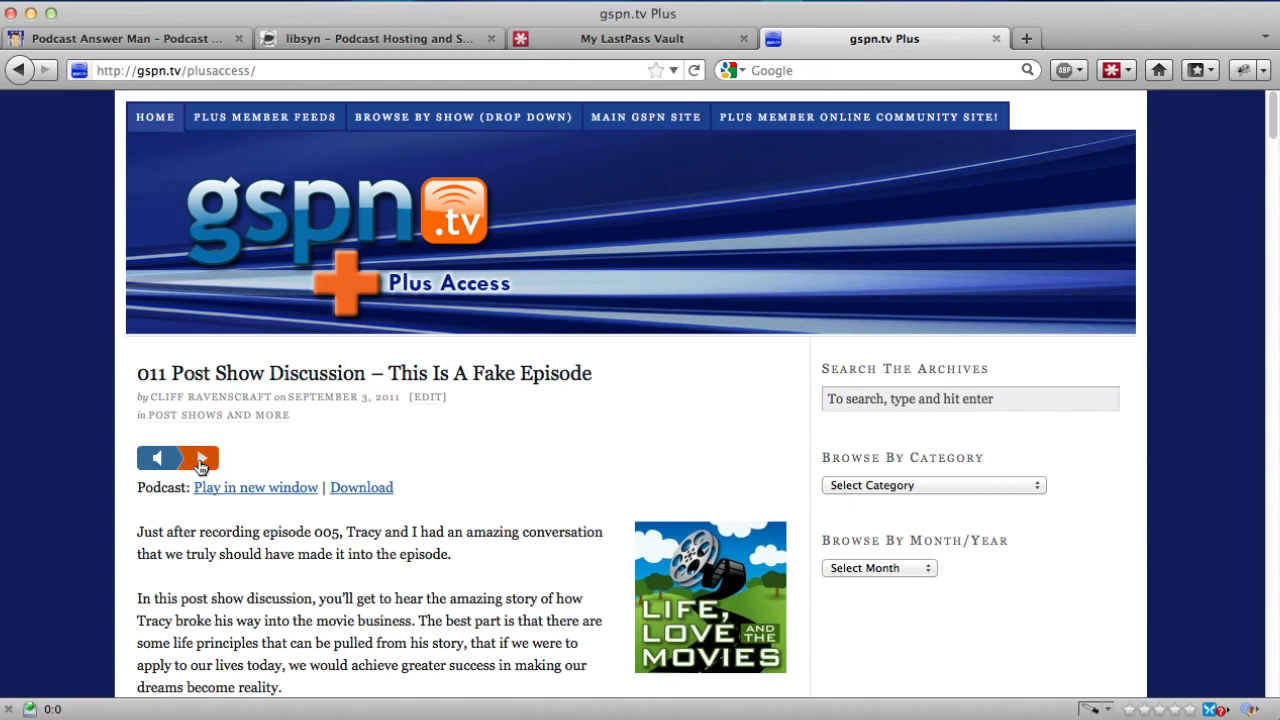 gspn.tv Plus
Podcast Answer Man – Podcast ...
libsyn – Podcast Hosting and S...
My LastPass Vault
gspn.tv Plus
http://gspn.tv/plusaccess/
Google
ABP
HOME
PLUS MEMBER FEEDS
BROWSE BY SHOW (DROP DOWN)
MAIN GSPN SITE
PLUS MEMBER ONLINE COMMUNITY SITE!
gspn.tv
Plus Access
011 Post Show Discussion – This Is A Fake Episode
by CLIFF RAVENSCRAFT on SEPTEMBER 3, 2011 [EDIT]
in POST SHOWS AND MORE
Podcast: Play in new window | Download
Just after recording episode 005, Tracy and I had an amazing conversation
that we truly should have made it into the episode.
In this post show discussion, you'll get to hear the amazing story of how
Tracy broke his way into the movie business. The best part is that there are
some life principles that can be pulled from his story, that if we were to
apply to our lives today, we would achieve greater success in making our
dreams become reality.
LIFE,
LOVE AND THE
MOVIES
SEARCH THE ARCHIVES
To search, type and hit enter
BROWSE BY CATEGORY
Select Category
BROWSE BY MONTH/YEAR
Select Month
0:0